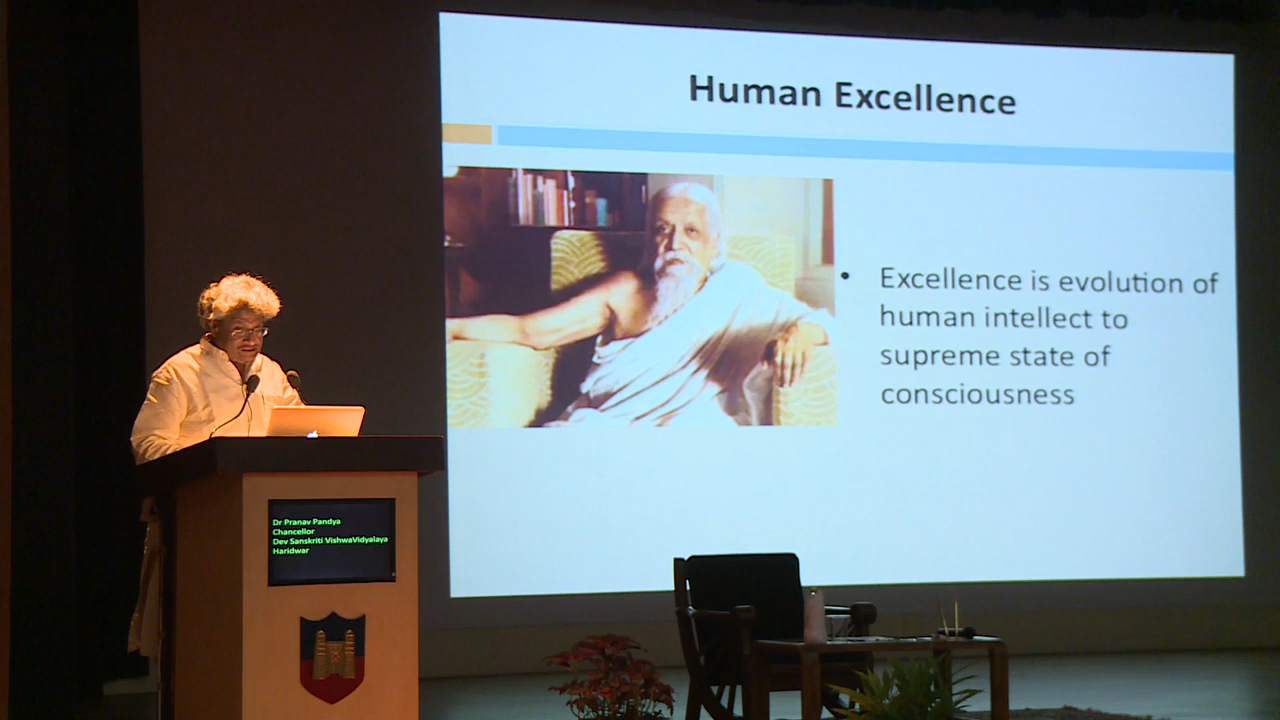 Human Excellence
• Excellence is evolution of
human intellect to
supreme state of
consciousness
Dr Pranav Pandya
Chancellor
Dev Sanskriti VishwaVidyalaya
Haridwar